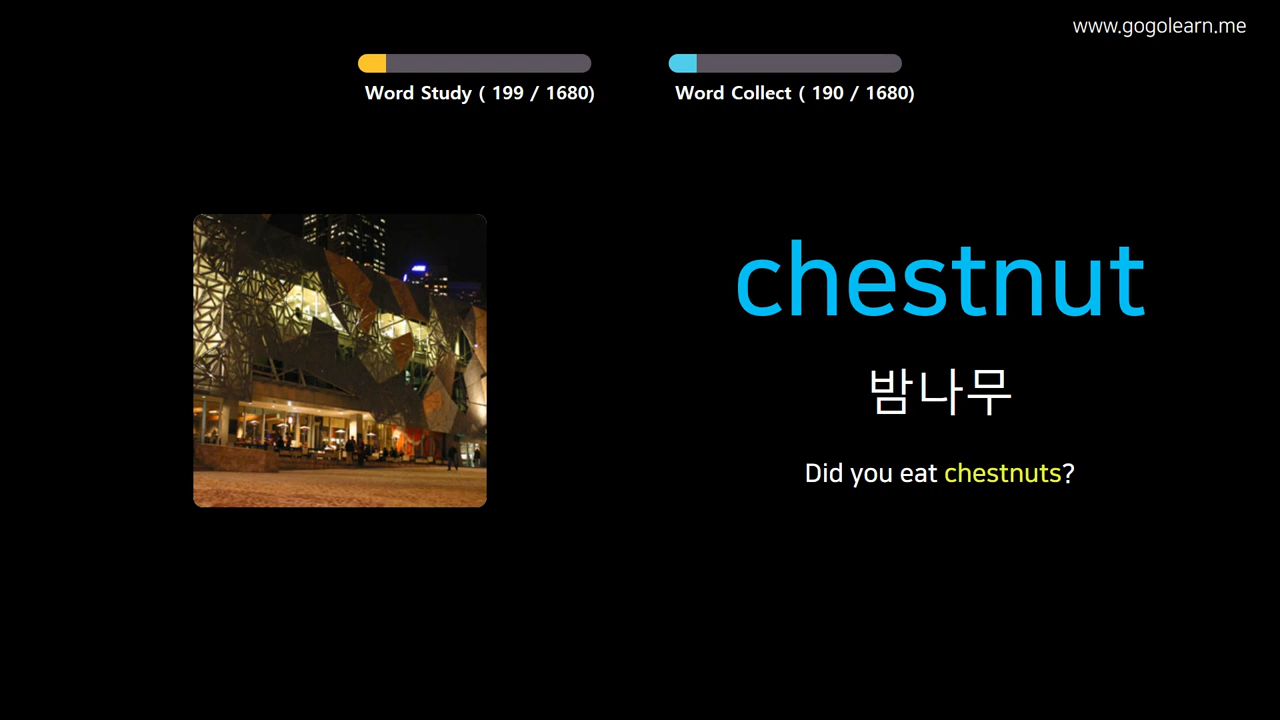 www.gogolearn.me
Word Study ( 199 / 1680)
Word Collect ( 190 / 1680)
chestnut
밤나무
Did you eat chestnuts?